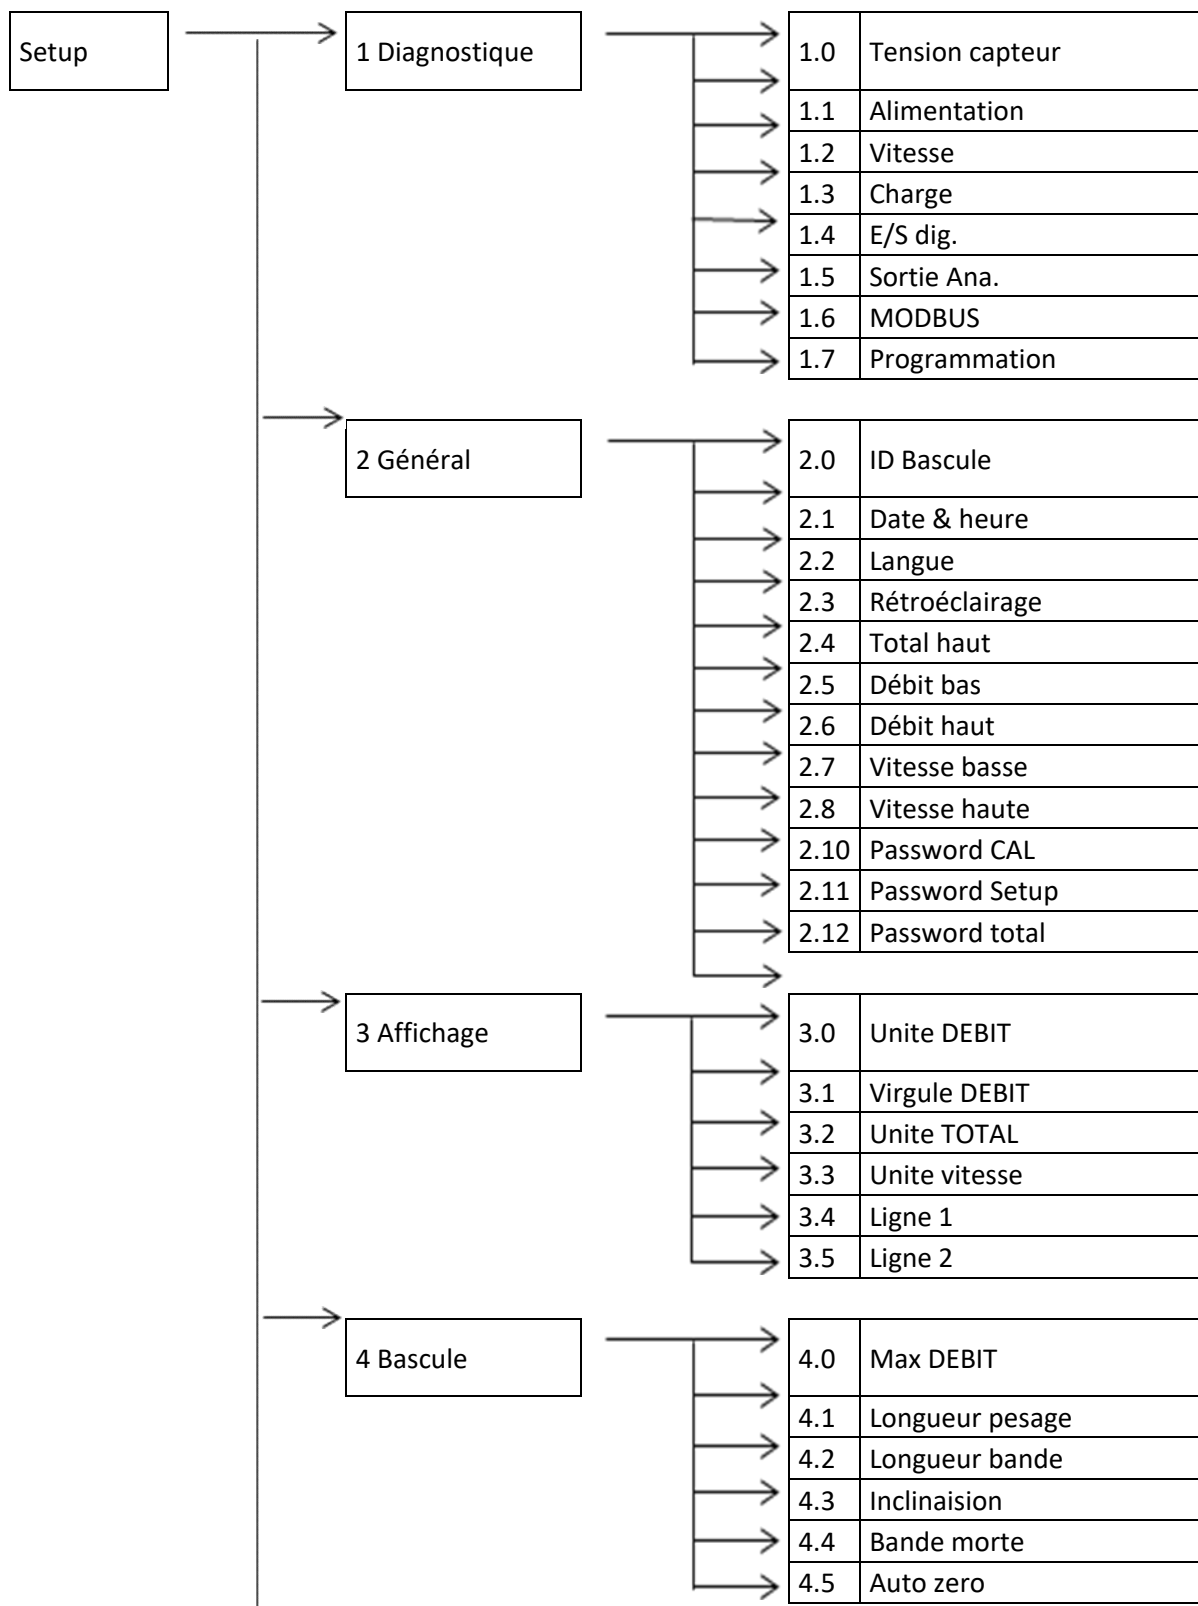 Setup
1 Diagnostique
1.0 Tension capteur
1.1 Alimentation
1.2 Vitesse
1.3 Charge
1.4 E/S dig.
1.5 Sortie Ana.
1.6 MODBUS
1.7 Programmation
2 Général
2.0 ID Bascule
2.1 Date & heure
2.2 Langue
2.3 Rétroéclairage
2.4 Total haut
2.5 Débit bas
2.6 Débit haut
2.7 Vitesse basse
2.8 Vitesse haute
2.10 Password CAL
2.11 Password Setup
2.12 Password total
3 Affichage
3.0 Unite DEBIT
3.1 Virgule DEBIT
3.2 Unite TOTAL
3.3 Unite vitesse
3.4 Ligne 1
3.5 Ligne 2
4 Bascule
4.0 Max DEBIT
4.1 Longueur pesage
4.2 Longueur bande
4.3 Inclinaision
4.4 Bande morte
4.5 Auto zero